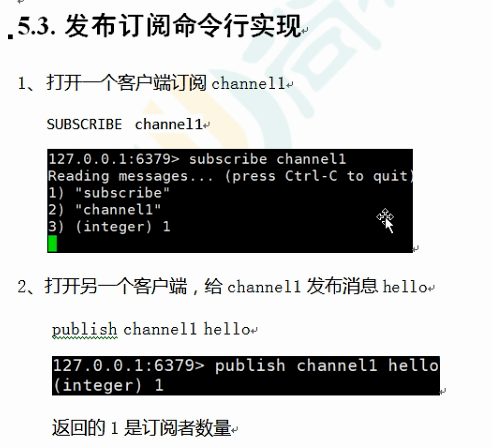 5.3. 发布订阅命令行实现
1、 打开一个客户端订阅 channel1
SUBSCRIBE channel1
127.0.0.1:6379> subscribe channel1
Reading messages... (press Ctrl-C to quit)
1) "subscribe"
2) "channel1"
3) (integer) 1
2、打开另一个客户端，给 channel1 发布消息 hello
publish channel1 hello
127.0.0.1:6379> publish channel1 hello
(integer) 1
返回的 1 是订阅者数量